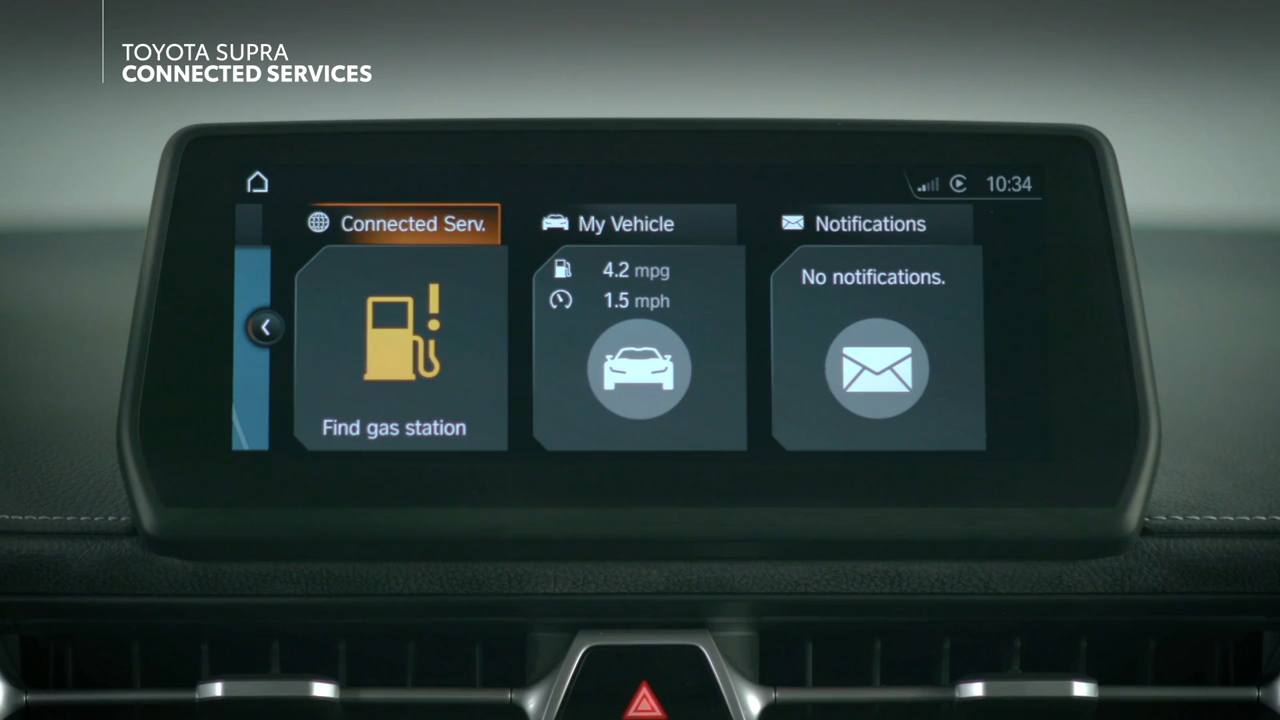 TOYOTA SUPRA
CONNECTED SERVICES
10:34
Connected Serv.
My Vehicle
Notifications
4.2 mpg
1.5 mph
No notifications.
Find gas station